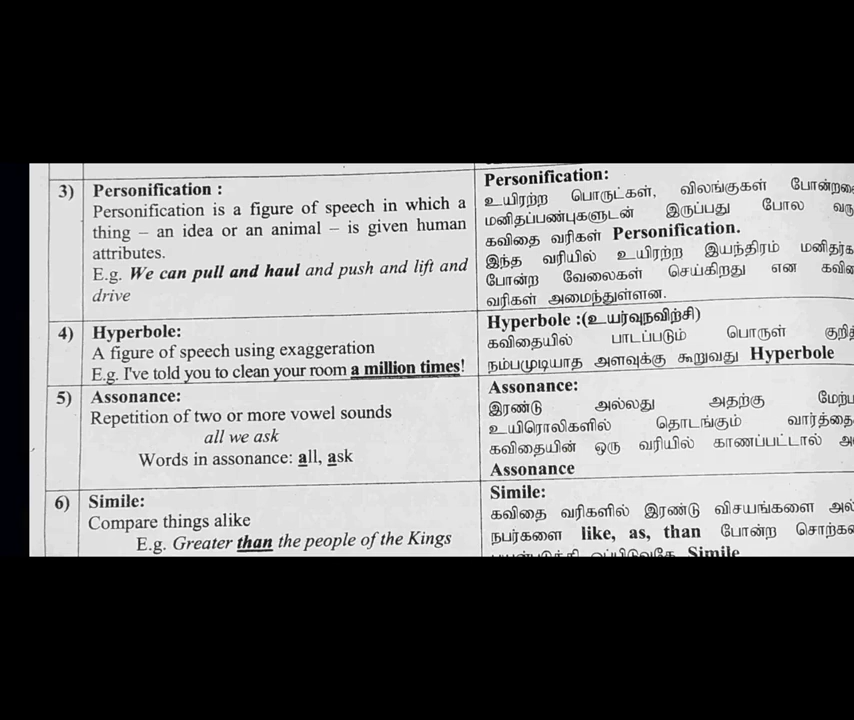 3) Personification :
Personification is a figure of speech in which a
thing – an idea or an animal – is given human
attributes.
E.g. We can pull and haul and push and lift and
drive
Personification:
உயிரற்ற பொருட்கள், விலங்குகள்
மனிதப்பண்புகளுடன் இருப்பது போல
கவிதை வரிகள் Personification.
இந்த வரியில் உயிரற்ற இயந்திரம்
போன்ற வேலைகள் செய்கிறது என
வரிகள் அமைந்துள்ளன.
4) Hyperbole:
A figure of speech using exaggeration
E.g. I've told you to clean your room a million times!
Hyperbole :(உயர்வுநவிற்சி)
கவிதையில் பாடப்படும் பொருள்
நம்பமுடியாத அளவுக்கு கூறுவது Hyperbole
5) Assonance:
Repetition of two or more vowel sounds
all we ask
Words in assonance: all, ask
Assonance:
இரண்டு அல்லது அதற்கு
உயிரொலிகளில் தொடங்கும்
கவிதையின் ஒரு வரியில் காணப்பட்டால்
Assonance
6) Simile:
Compare things alike
E.g. Greater than the people of the Kings
Simile:
கவிதை வரிகளில் இரண்டு விசயங்களை
நபர்களை like, as, than போன்ற
Simile